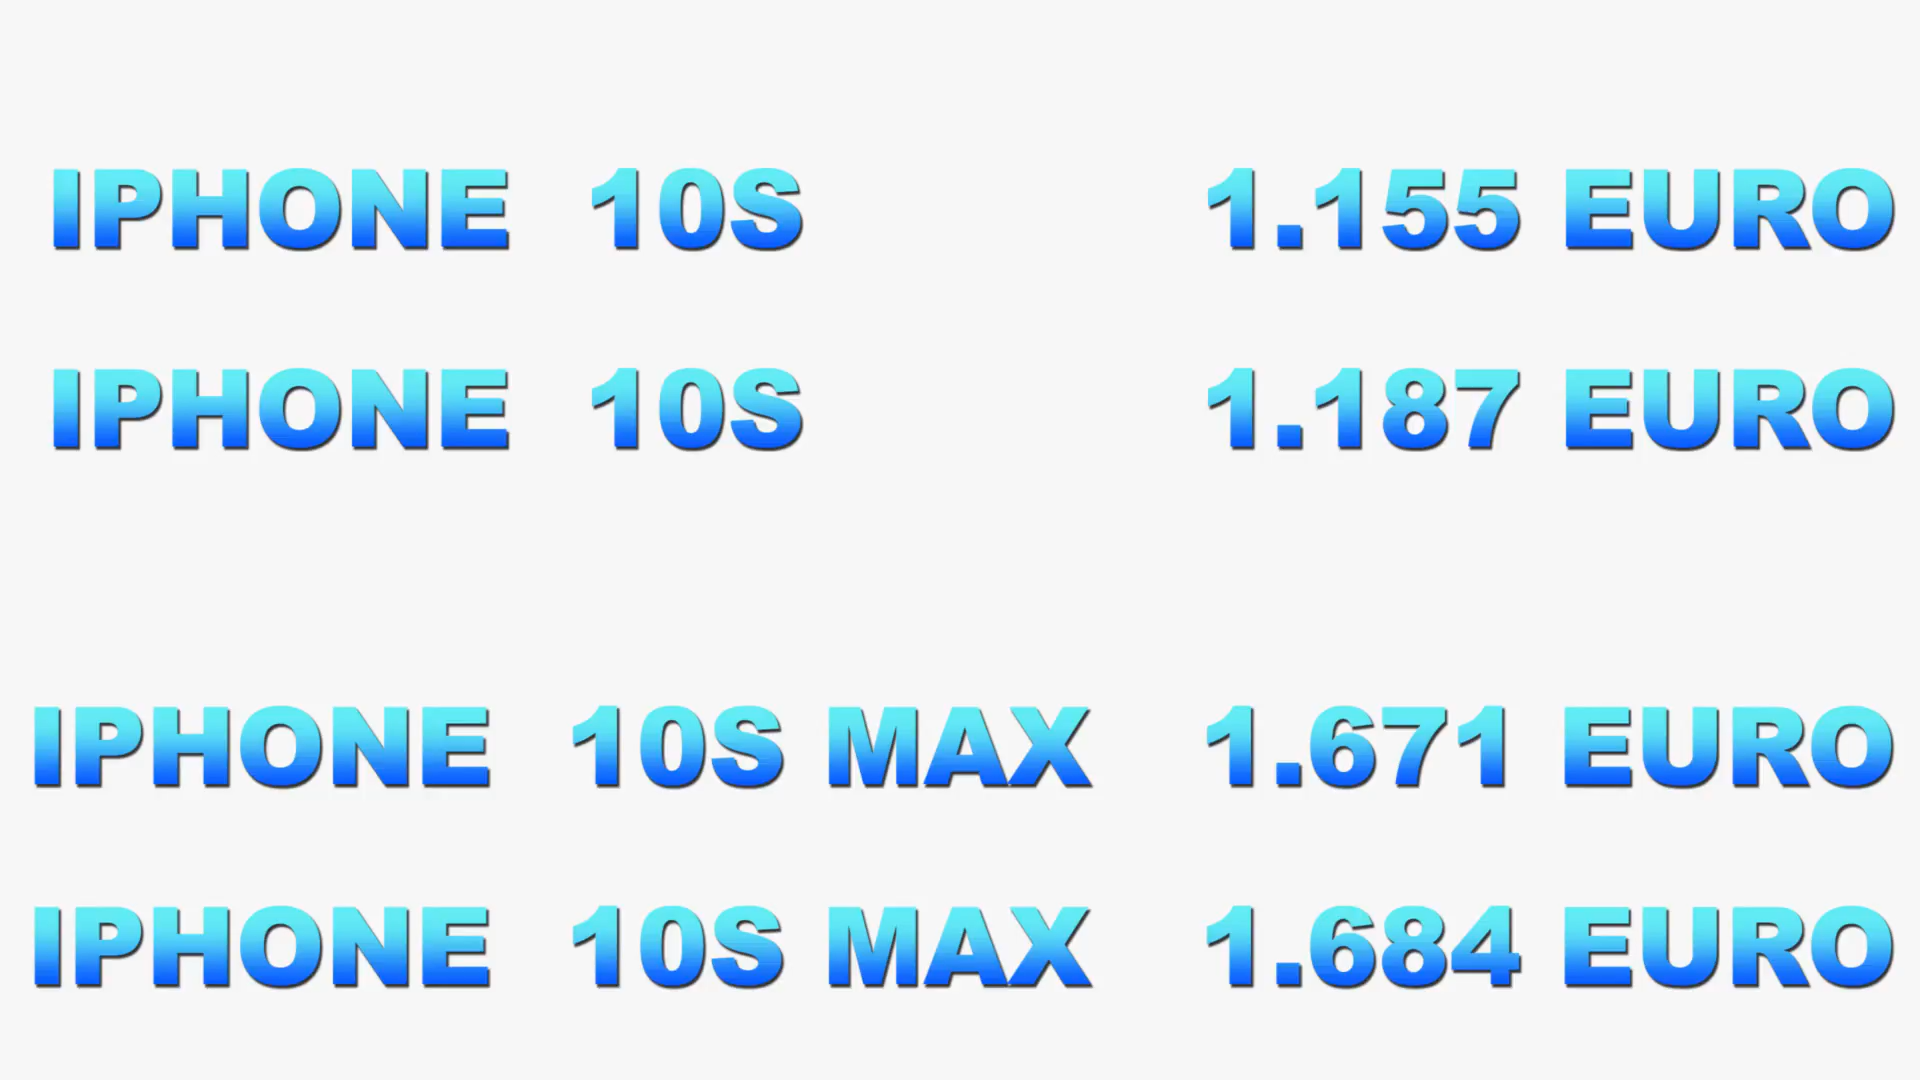 IPHONE 10S 1.155 EURO
IPHONE 10S 1.187 EURO
IPHONE 10S MAX 1.671 EURO
IPHONE 10S MAX 1.684 EURO